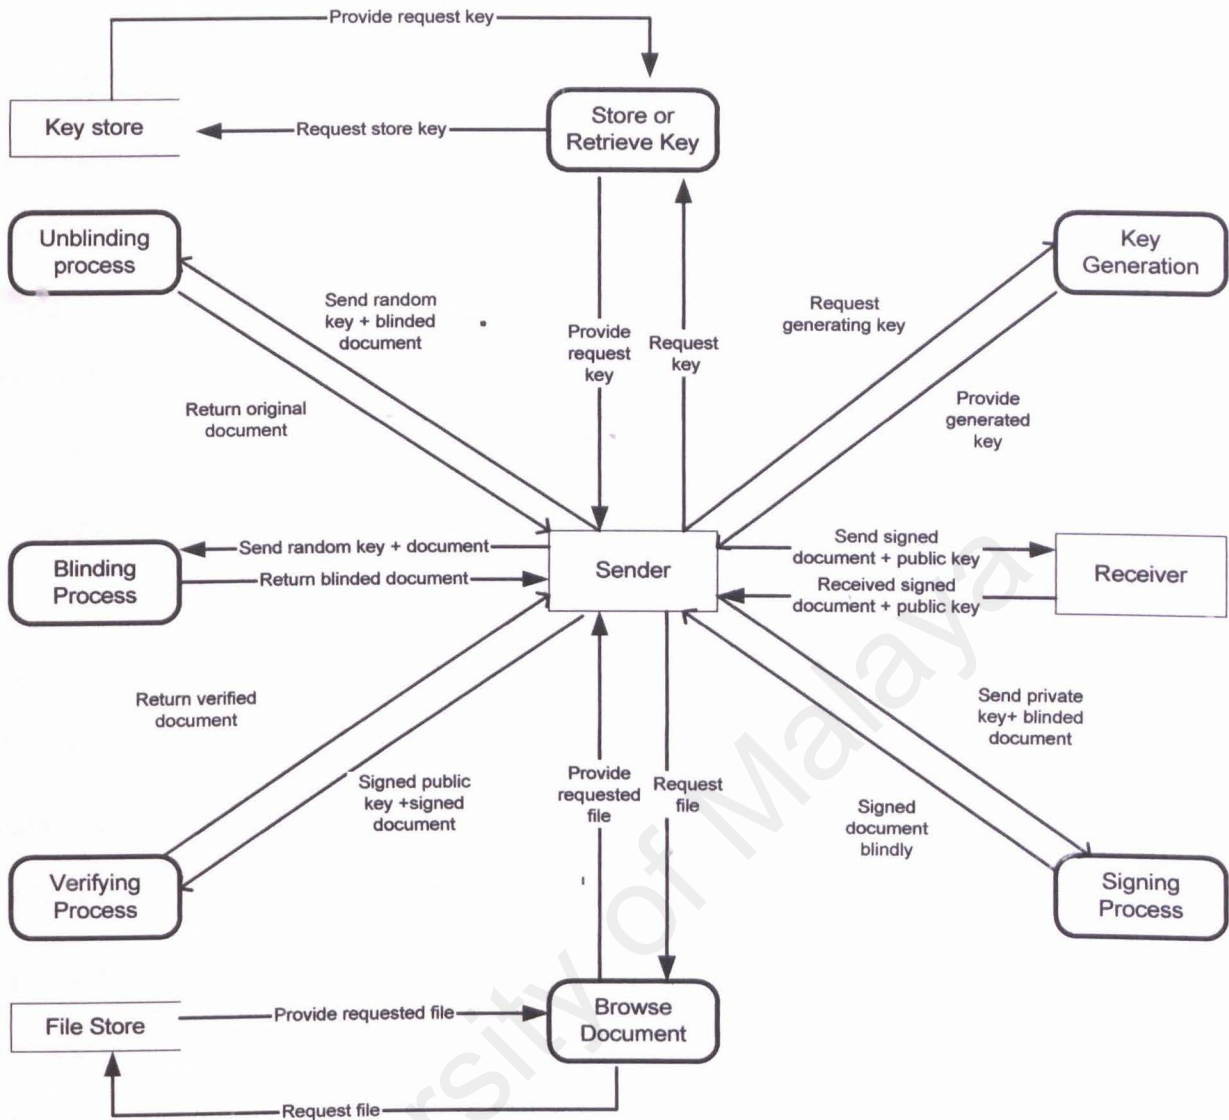 Provide request key
Key store
Request store key
Store or
Retrieve Key
Unblinding
process
Key
Generation
Send random
key + blinded
document
Provide
request
key
Request
key
Request
generating key
Return original
document
Provide
generated
key
Blinding
Process
Send random key + document
Return blinded document
Sender
Send signed
document + public key
Received signed
document + public key
Receiver
Return verified
document
Send private
key+ blinded
document
Signed public
key +signed
document
Provide
requested
file
Request
file
Signed
document
blindly
Verifying
Process
Signing
Process
File Store
Provide requested file
Browse
Document
Request file
University of Malaya